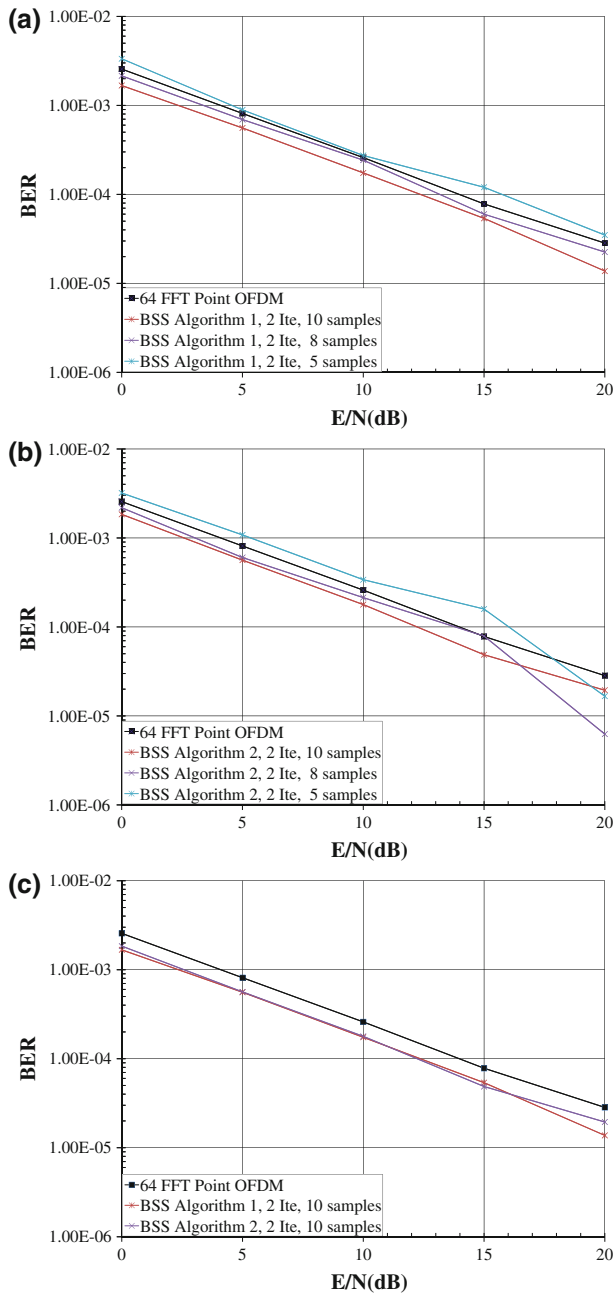 (a)
1.00E-02
1.00E-03
1.00E-04
1.00E-05
1.00E-06
BER
64 FFT Point OFDM
BSS Algorithm 1, 2 Ite, 10 samples
BSS Algorithm 1, 2 Ite, 8 samples
BSS Algorithm 1, 2 Ite, 5 samples
0 5 10 15 20
E/N(dB)
(b)
1.00E-02
1.00E-03
1.00E-04
1.00E-05
1.00E-06
BER
64 FFT Point OFDM
BSS Algorithm 2, 2 Ite, 10 samples
BSS Algorithm 2, 2 Ite, 8 samples
BSS Algorithm 2, 2 Ite, 5 samples
0 5 10 15 20
E/N(dB)
(c)
1.00E-02
1.00E-03
1.00E-04
1.00E-05
1.00E-06
BER
64 FFT Point OFDM
BSS Algorithm 1, 2 Ite, 10 samples
BSS Algorithm 2, 2 Ite, 10 samples
0 5 10 15 20
E/N(dB)